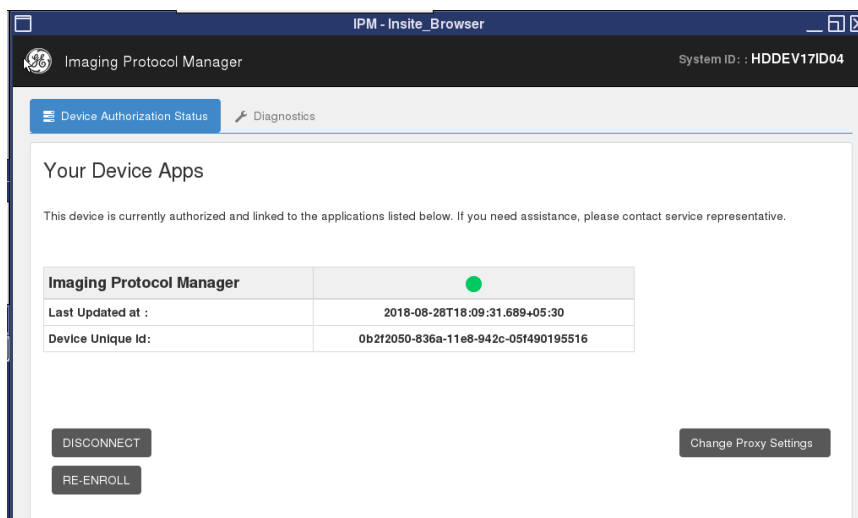 IPM - Insite_Browser
Imaging Protocol Manager
System ID: : HDDEV17ID04
Device Authorization Status
Diagnostics
Your Device Apps
This device is currently authorized and linked to the applications listed below. If you need assistance, please contact service representative.
Imaging Protocol Manager
Last Updated at :
2018-08-28T18:09:31.689+05:30
Device Unique Id:
0b2f2050-836a-11e8-942c-05f490195516
DISCONNECT
Change Proxy Settings
RE-ENROLL